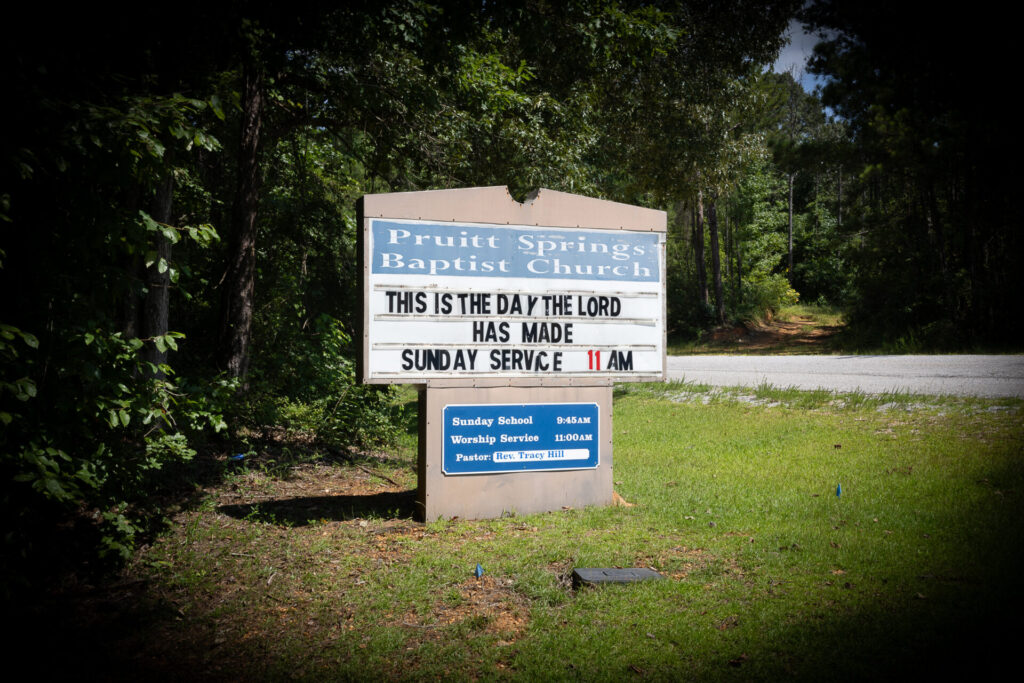 Pruitt Springs
Baptist Church
THIS IS THE DAY THE LORD
HAS MADE
SUNDAY SERVICE 11 AM
Sunday School 9:45AM
Worship Service 11:00AM
Pastor: Rev. Tracy Hill